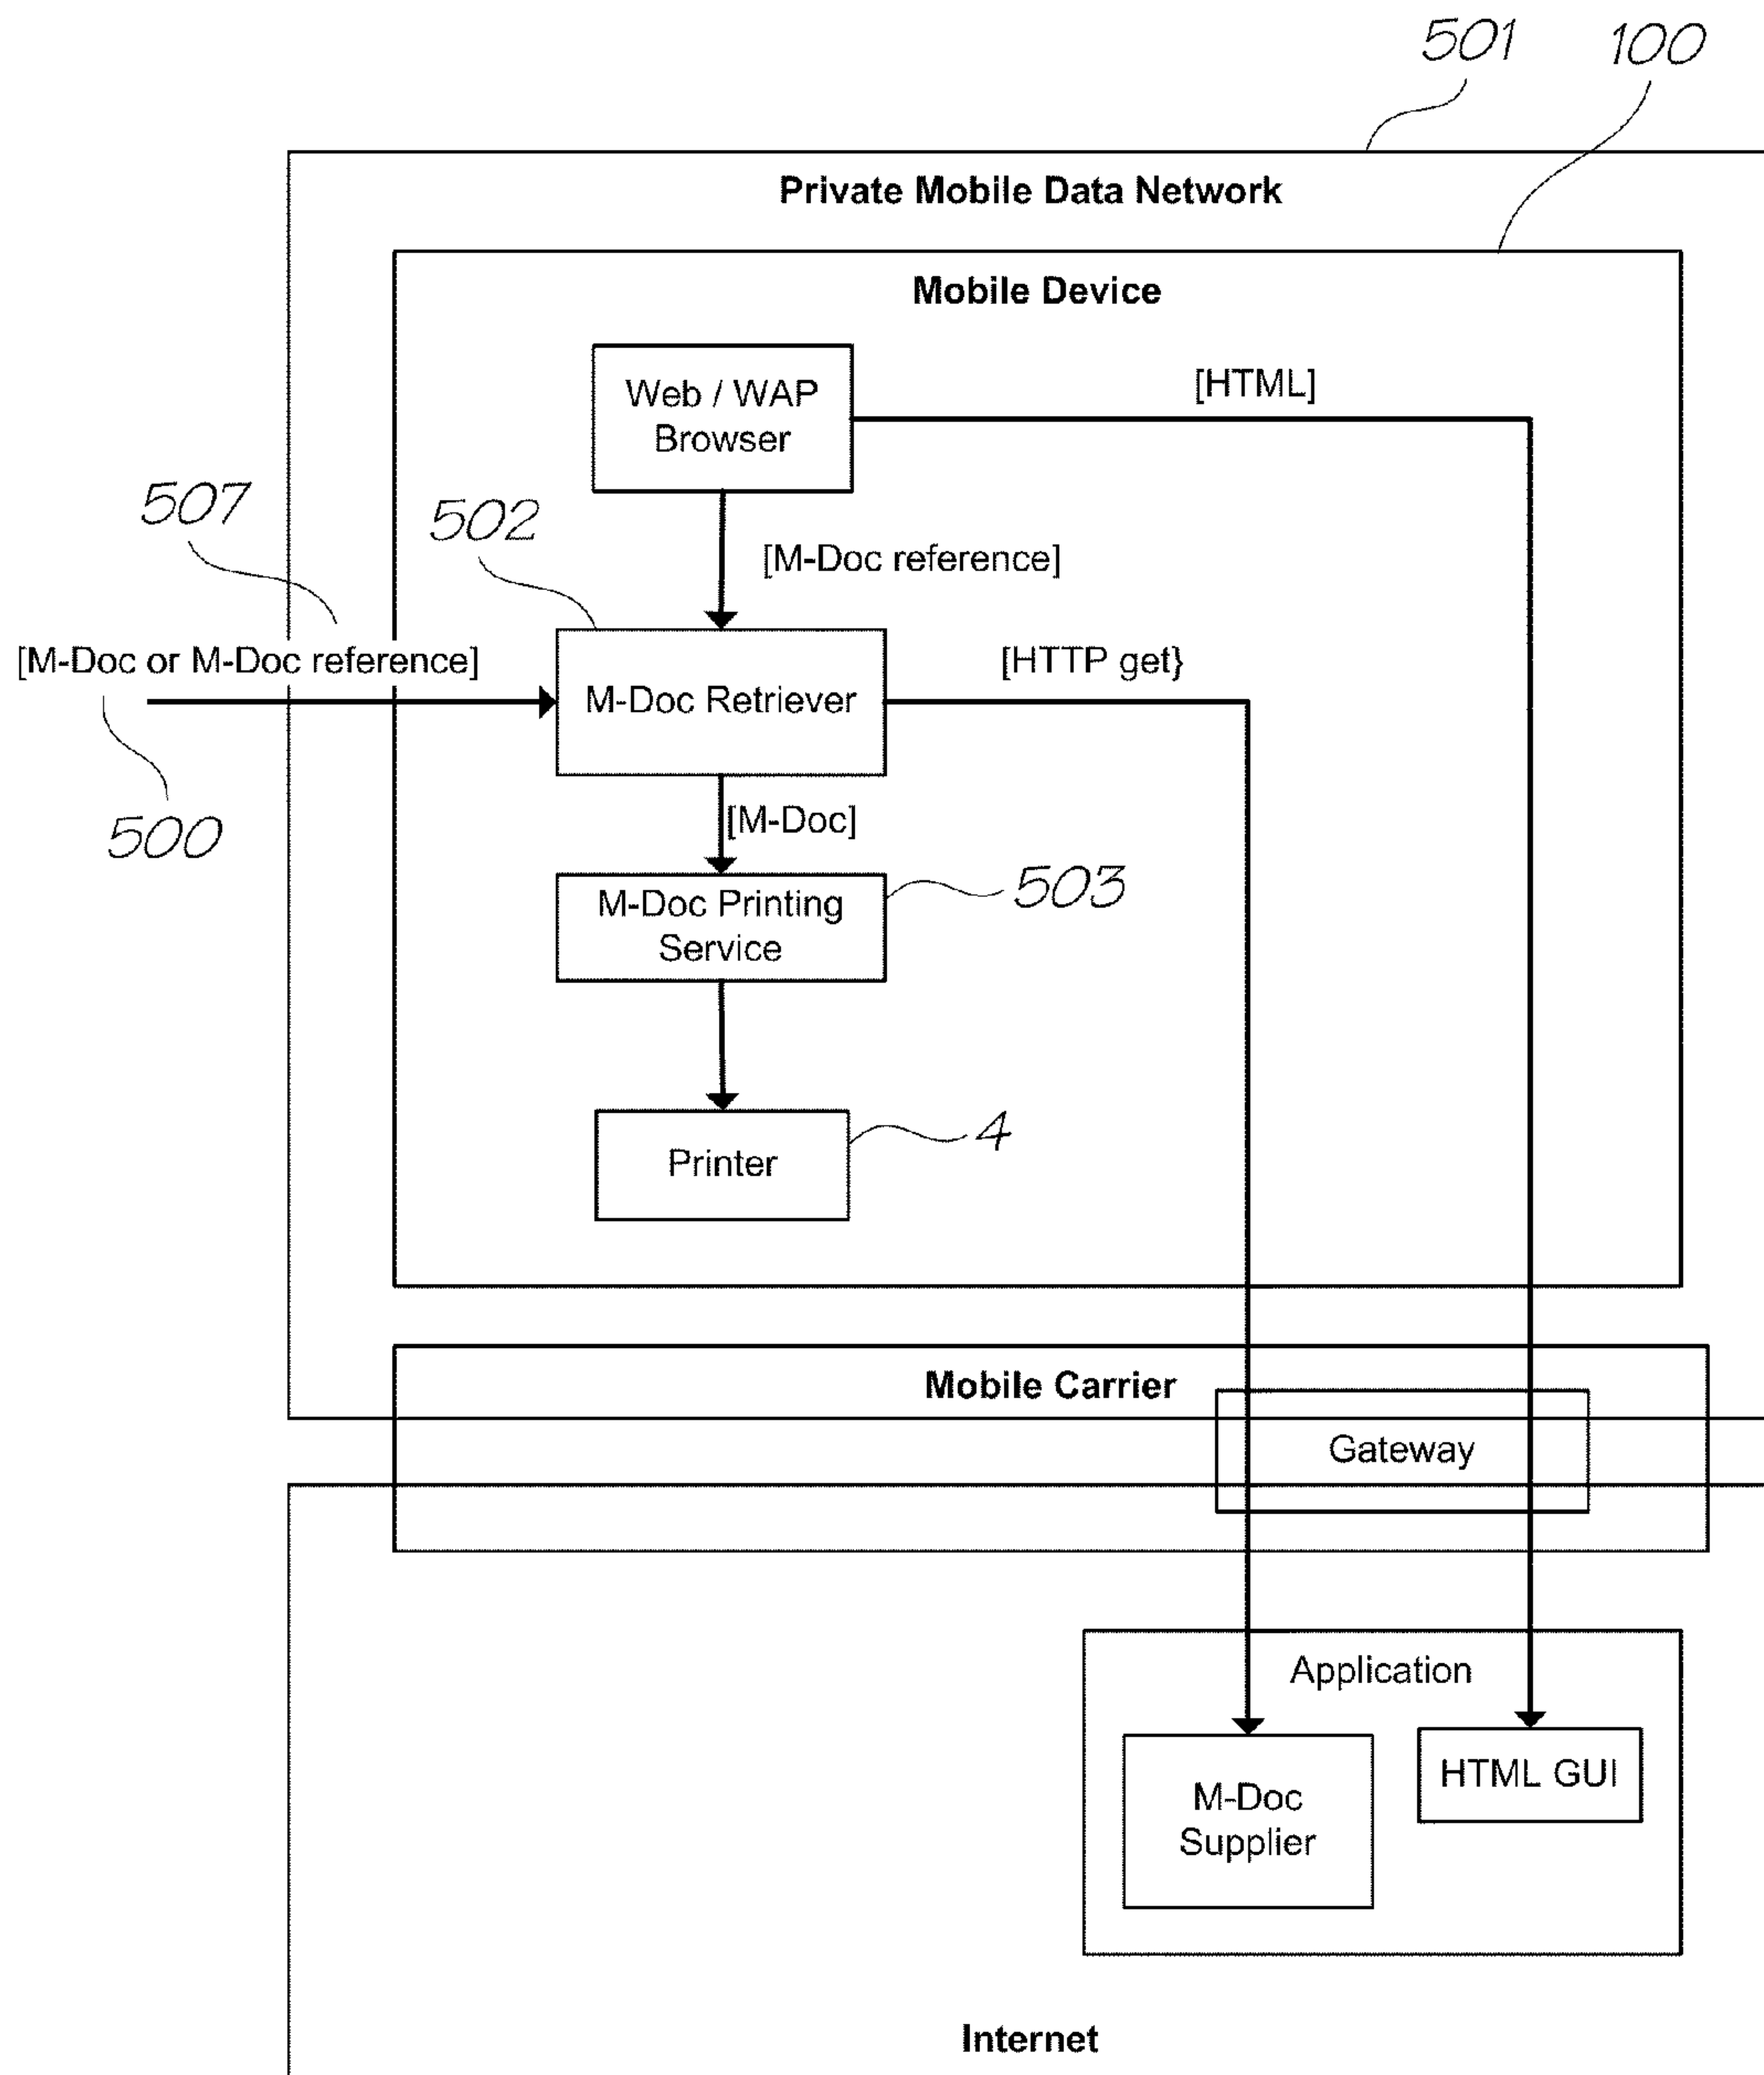 501
100
Private Mobile Data Network
Mobile Device
Web / WAP
Browser
[HTML]
507
502
[M-Doc reference]
[M-Doc or M-Doc reference]
M-Doc Retriever
[HTTP get}
500
[M-Doc]
M-Doc Printing
Service
503
Printer
4
Mobile Carrier
Gateway
Application
M-Doc
Supplier
HTML GUI
Internet